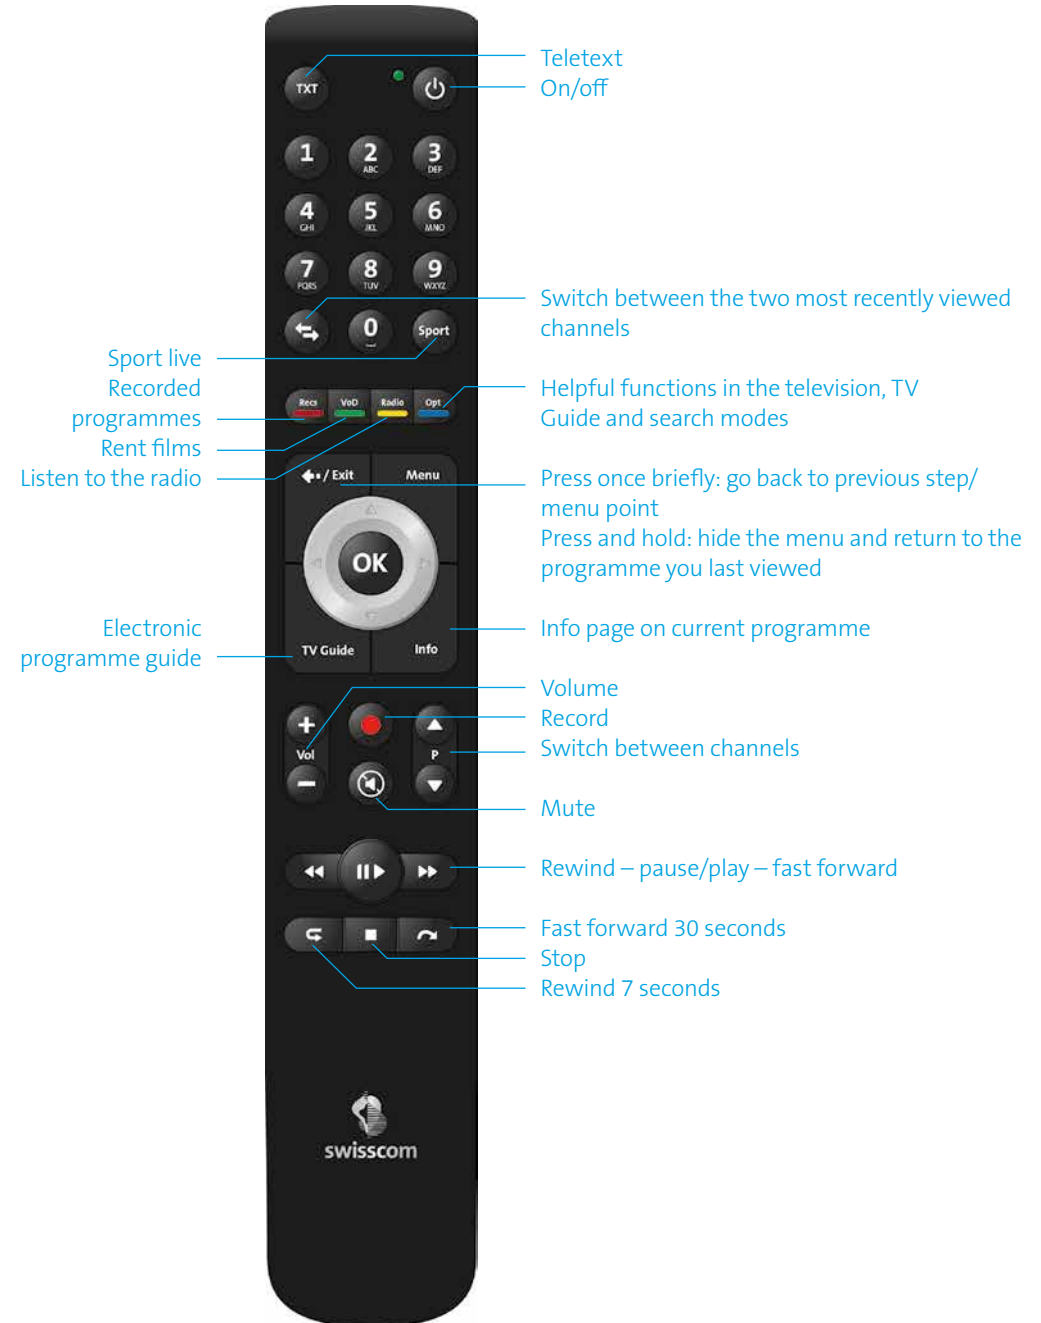 TXT
Teletext
On/off
1
2
ABC
3
DEF
4
GHI
5
JKL
6
MNO
7
PQRS
8
TUV
9
WXYZ
0
Sport
Switch between the two most recently viewed
channels
Sport live
Recorded
programmes
Rent films
Listen to the radio
Recs
VoD
Radio
Opt
Helpful functions in the television, TV
Guide and search modes
/ Exit
Menu
Press once briefly: go back to previous step/
menu point
Press and hold: hide the menu and return to the
programme you last viewed
OK
Electronic
programme guide
TV Guide
Info
Info page on current programme
Volume
Record
Switch between channels
Vol
P
Mute
Rewind – pause/play – fast forward
Fast forward 30 seconds
Stop
Rewind 7 seconds
swisscom